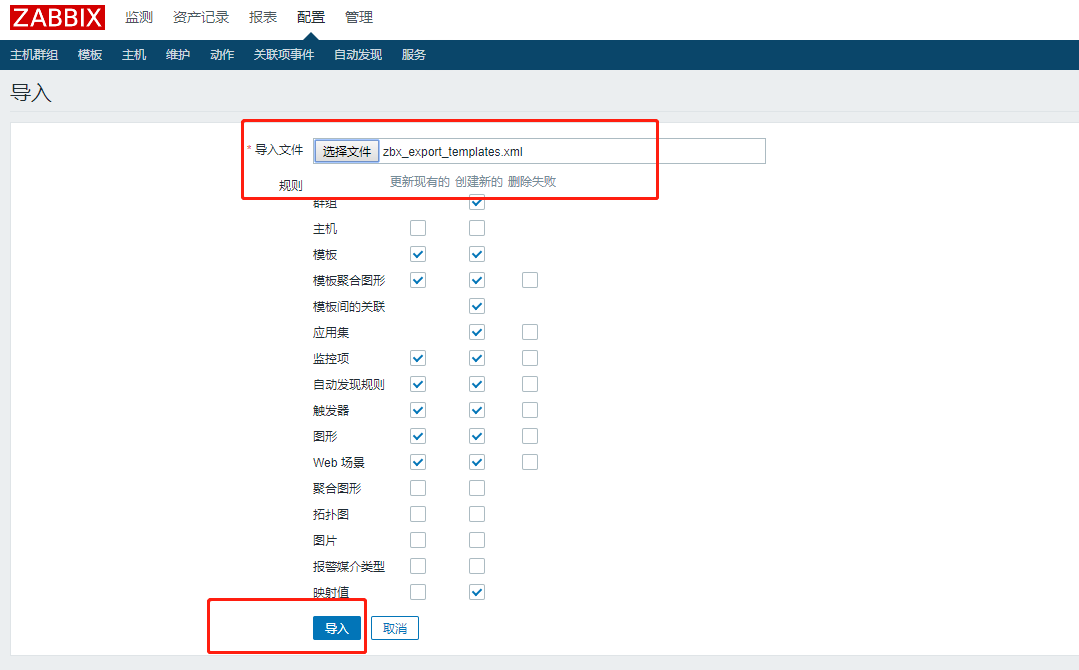 ZABBIX 监测 资产记录 报表 配置 管理
主机群组 模板 主机 维护 动作 关联项事件 自动发现 服务
导入
* 导入文件 选择文件 zbx_export_templates.xml
规则 更新现有的 创建新的 删除失败
群组
主机
模板
模板聚合图形
模板间的关联
应用集
监控项
自动发现规则
触发器
图形
Web 场景
聚合图形
拓扑图
图片
报警媒介类型
映射值
导入 取消